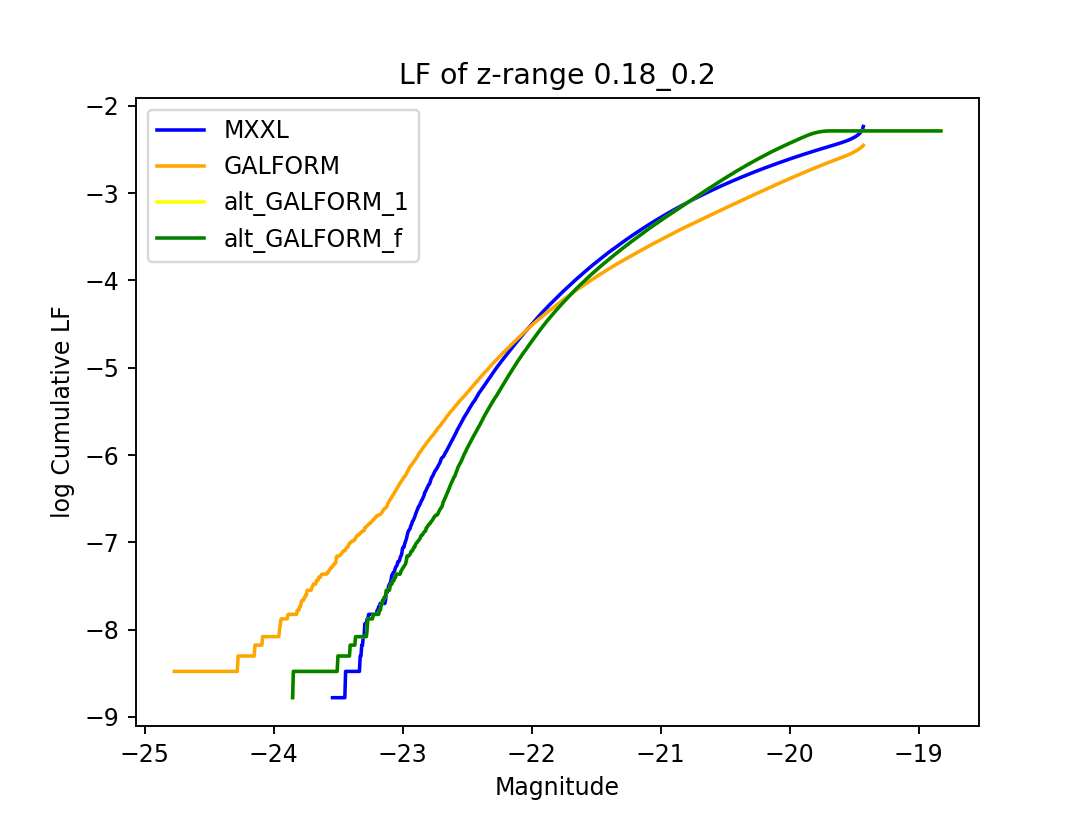 LF of z-range 0.18_0.2
MXXL
GALFORM
alt_GALFORM_1
alt_GALFORM_f
log Cumulative LF
−2
−3
−4
−5
−6
−7
−8
−9
−25
−24
−23
−22
−21
−20
−19
Magnitude